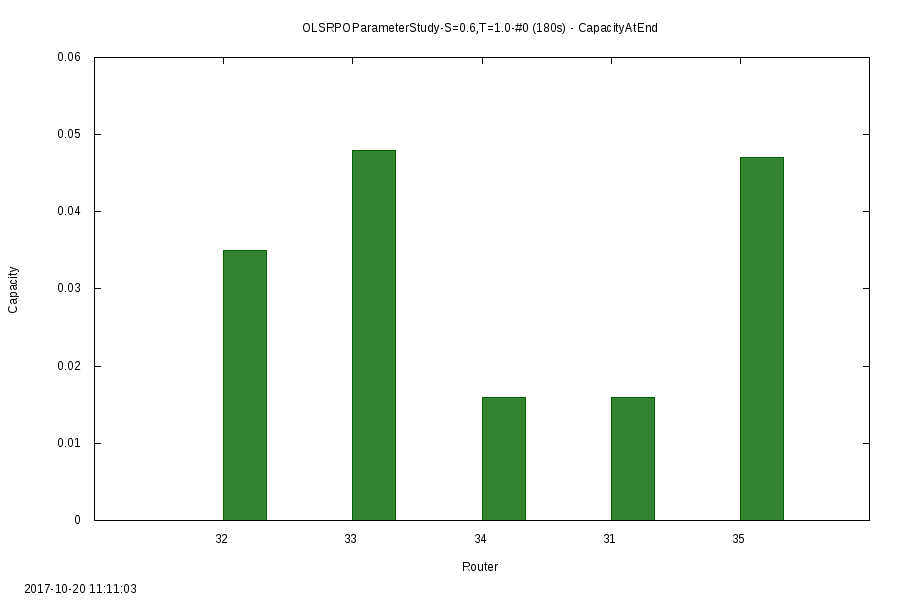 OLSRPOParameterStudy-S=0.6,T=1.0-#0 (180s) - CapacityAtEnd
0.06
0.05
0.04
0.03
0.02
0.01
0
Capacity
32 33 34 31 35
Router
2017-10-20 11:11:03